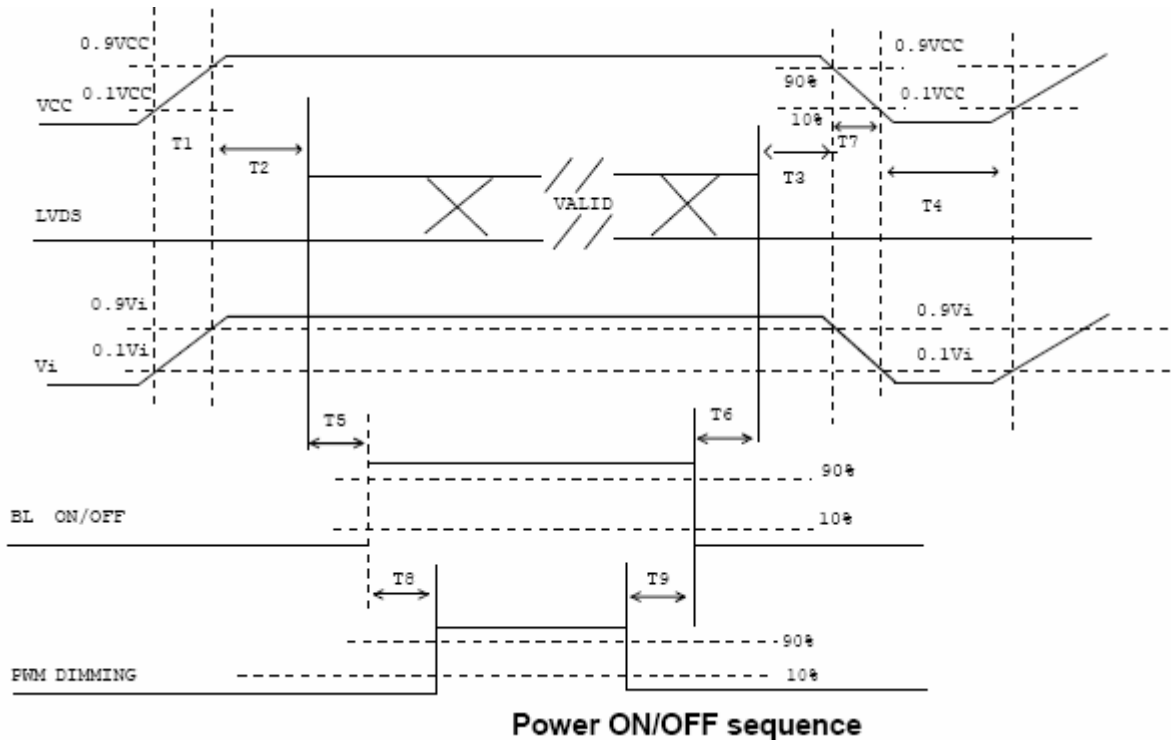 0.9VCC
0.9VCC
90%
0.1VCC
0.1VCC
VCC
10%
T1
T2
T3
T7
T4
LVDS
VALID
0.9Vi
0.9Vi
0.1Vi
0.1Vi
Vi
T5
T6
90%
BL ON/OFF
10%
T8
T9
90%
PWM DIMMING
10%
Power ON/OFF sequence